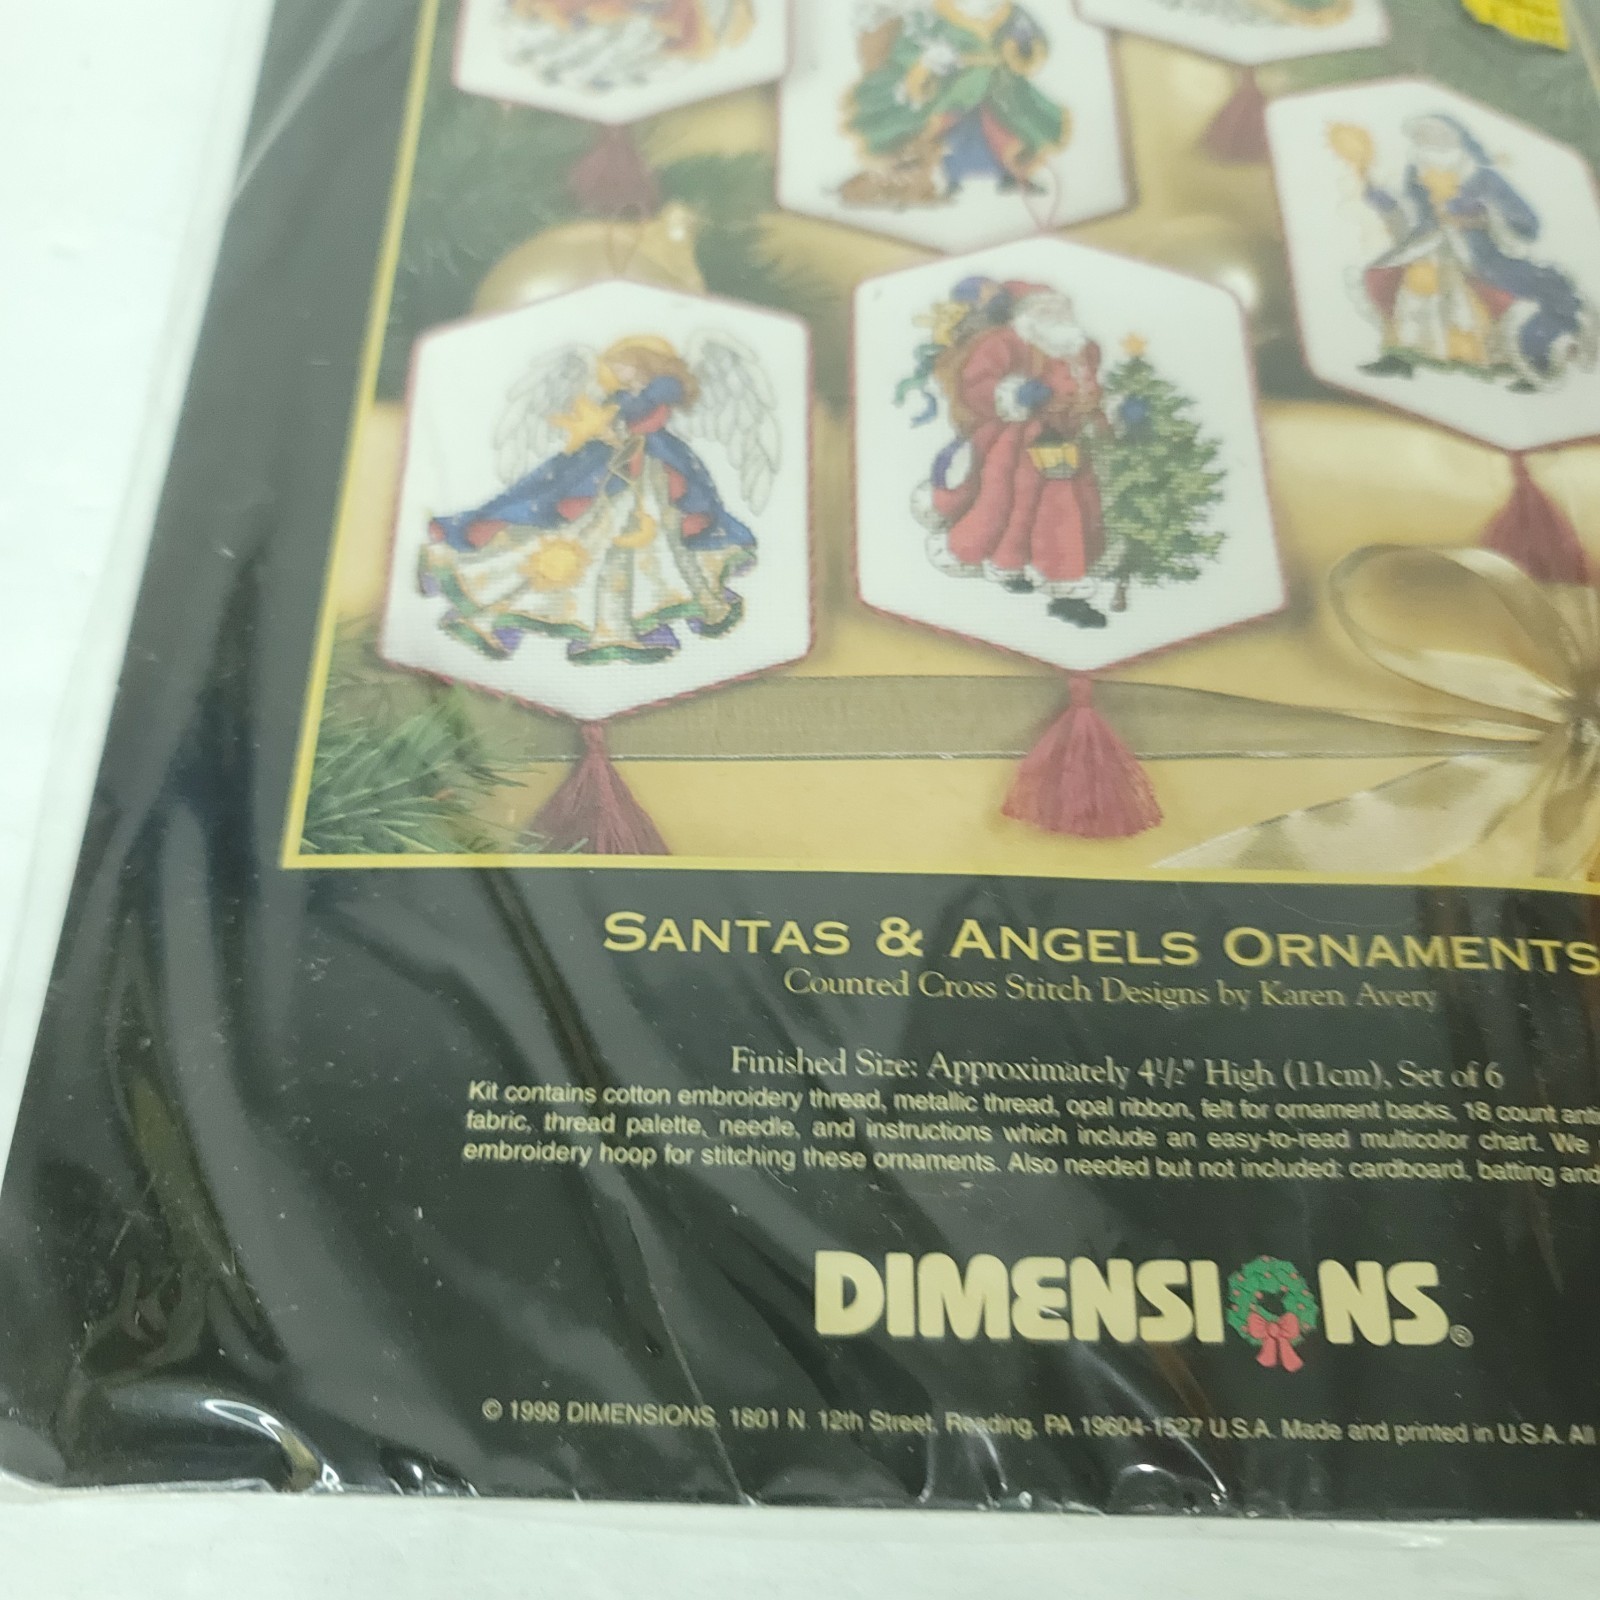 SANTAS & ANGELS ORNAMENTS
Counted Cross Stitch Designs by Karen Avery
Finished Size: Approximately 4½" High (11cm), Set of 6
Kit contains cotton embroidery thread, metallic thread, opal ribbon, felt for ornament backs, 18 count
fabric, thread palette, needle, and instructions which include an easy-to-read multicolor chart. We
embroidery hoop for stitching these ornaments. Also needed but not included: cardboard, batting and
DIMENSIONS®
© 1998 DIMENSIONS, 1801 N. 12th Street, Reading, PA 19604-1527 U.S.A. Made and printed in U.S.A. All